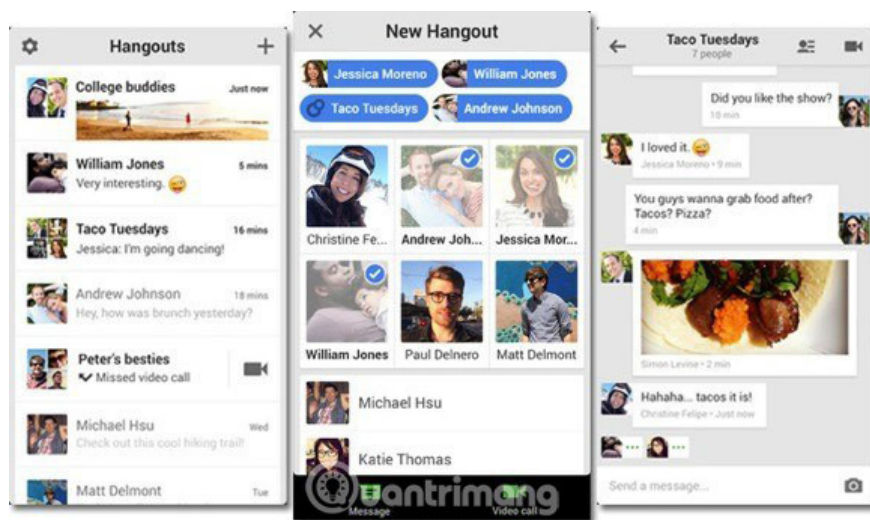 Hangouts
College buddies
Just now
William Jones
5 mins
Very interesting.
Taco Tuesdays
16 mins
Jessica: I'm going dancing!
Andrew Johnson
18 mins
Hey, how was brunch yesterday?
Peter's besties
Missed video call
Michael Hsu
Wed
Check out this cool hiking trail!
Matt Delmont
Tue
New Hangout
Jessica Moreno
William Jones
Taco Tuesdays
Andrew Johnson
Christine Fe...
Andrew Joh...
Jessica Mor...
William Jones
Paul Delnero
Matt Delmont
Michael Hsu
Katie Thomas
Quantrimang
Message
Video call
Taco Tuesdays
7 people
Did you like the show?
10 min
I loved it.
Jessica Moreno • 9 min
You guys wanna grab food after?
Tacos? Pizza?
4 min
Simon Levine • 2 min
Hahaha... tacos it is!
Christine Felipe • Just now
Send a message...